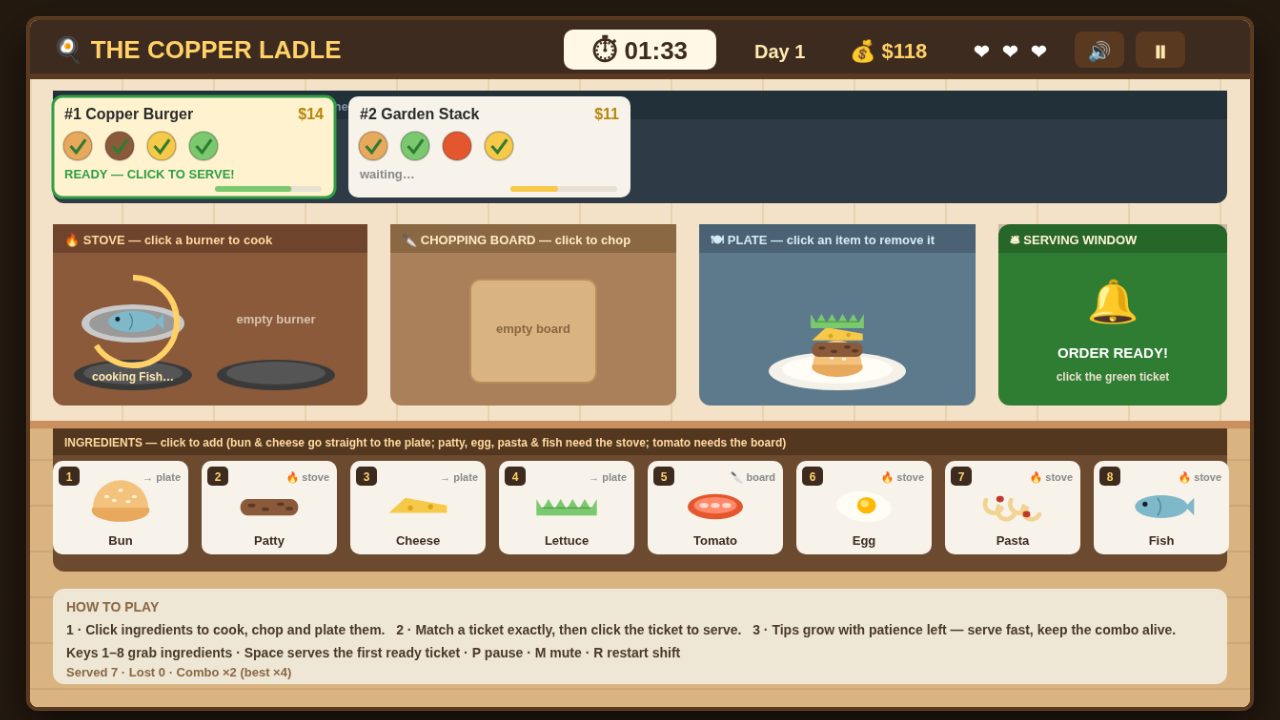 THE COPPER LADLE
01:33
Day 1
$118
#1 Copper Burger $14
READY — CLICK TO SERVE!
#2 Garden Stack $11
waiting…
STOVE — click a burner to cook
cooking Fish…
empty burner
CHOPPING BOARD — click to chop
empty board
PLATE — click an item to remove it
SERVING WINDOW
ORDER READY!
click the green ticket
INGREDIENTS — click to add (bun & cheese go straight to the plate; patty, egg, pasta & fish need the stove; tomato needs the board)
1 → plate
Bun
2 stove
Patty
3 → plate
Cheese
4 → plate
Lettuce
5 board
Tomato
6 stove
Egg
7 stove
Pasta
8 stove
Fish
HOW TO PLAY
1 · Click ingredients to cook, chop and plate them. 2 · Match a ticket exactly, then click the ticket to serve. 3 · Tips grow with patience left — serve fast, keep the combo alive.
Keys 1–8 grab ingredients · Space serves the first ready ticket · P pause · M mute · R restart shift
Served 7 · Lost 0 · Combo ×2 (best ×4)